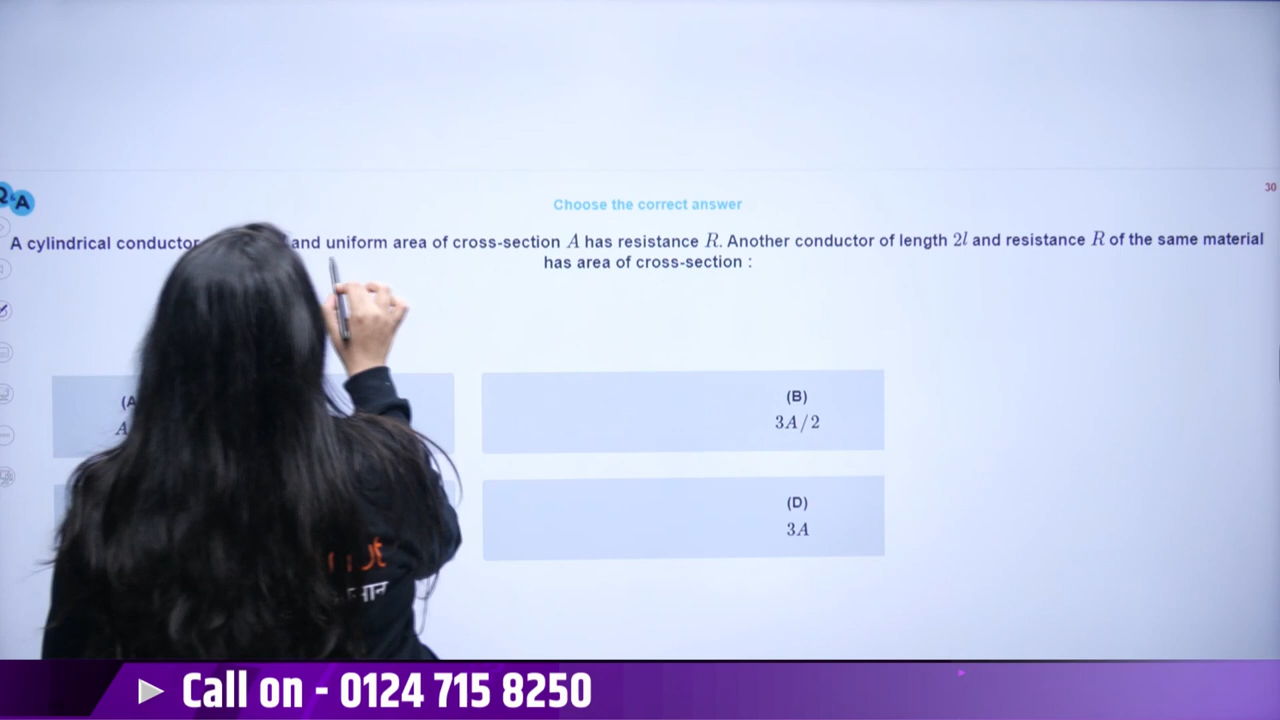 Q&A
30
Choose the correct answer
A cylindrical conductor and uniform area of cross-section A has resistance R. Another conductor of length 2l and resistance R of the same material
has area of cross-section :
(A
A
(B)
3A/2
(D)
3A
Call on - 0124 715 8250